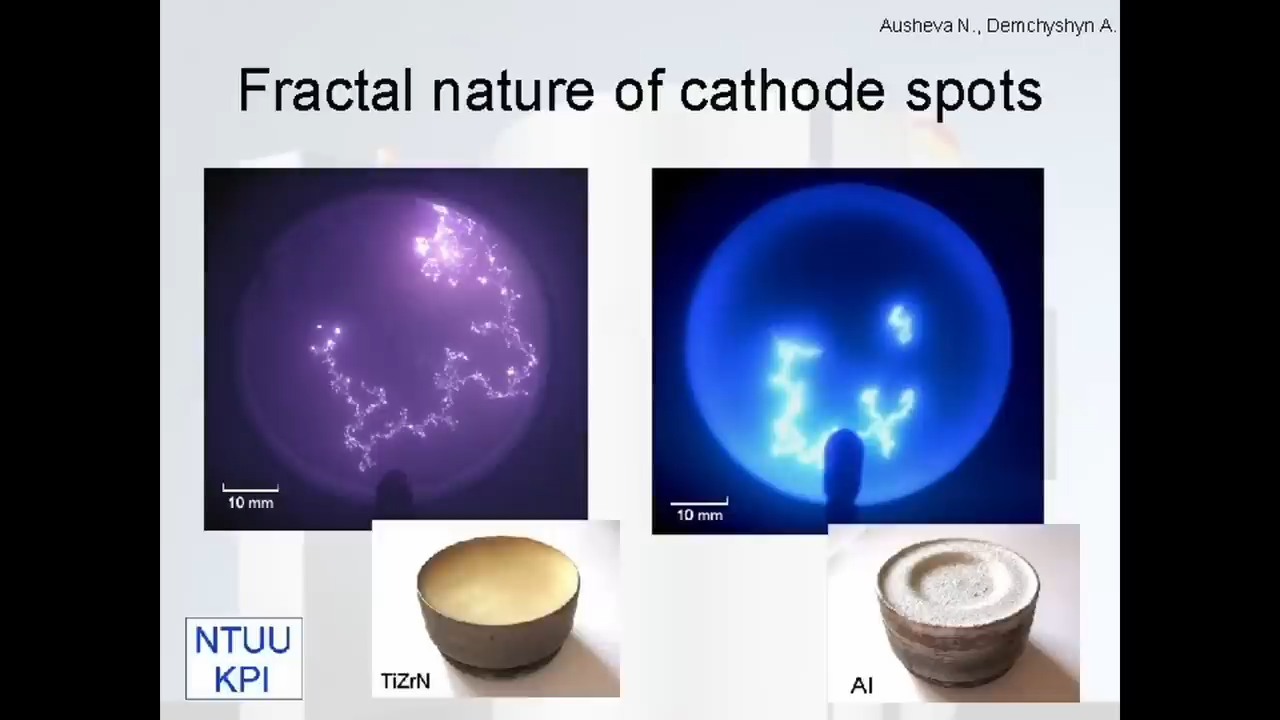 Ausheva N., Demchyshyn A.
Fractal nature of cathode spots
10 mm
10 mm
TiZrN
Al
NTUU
KPI